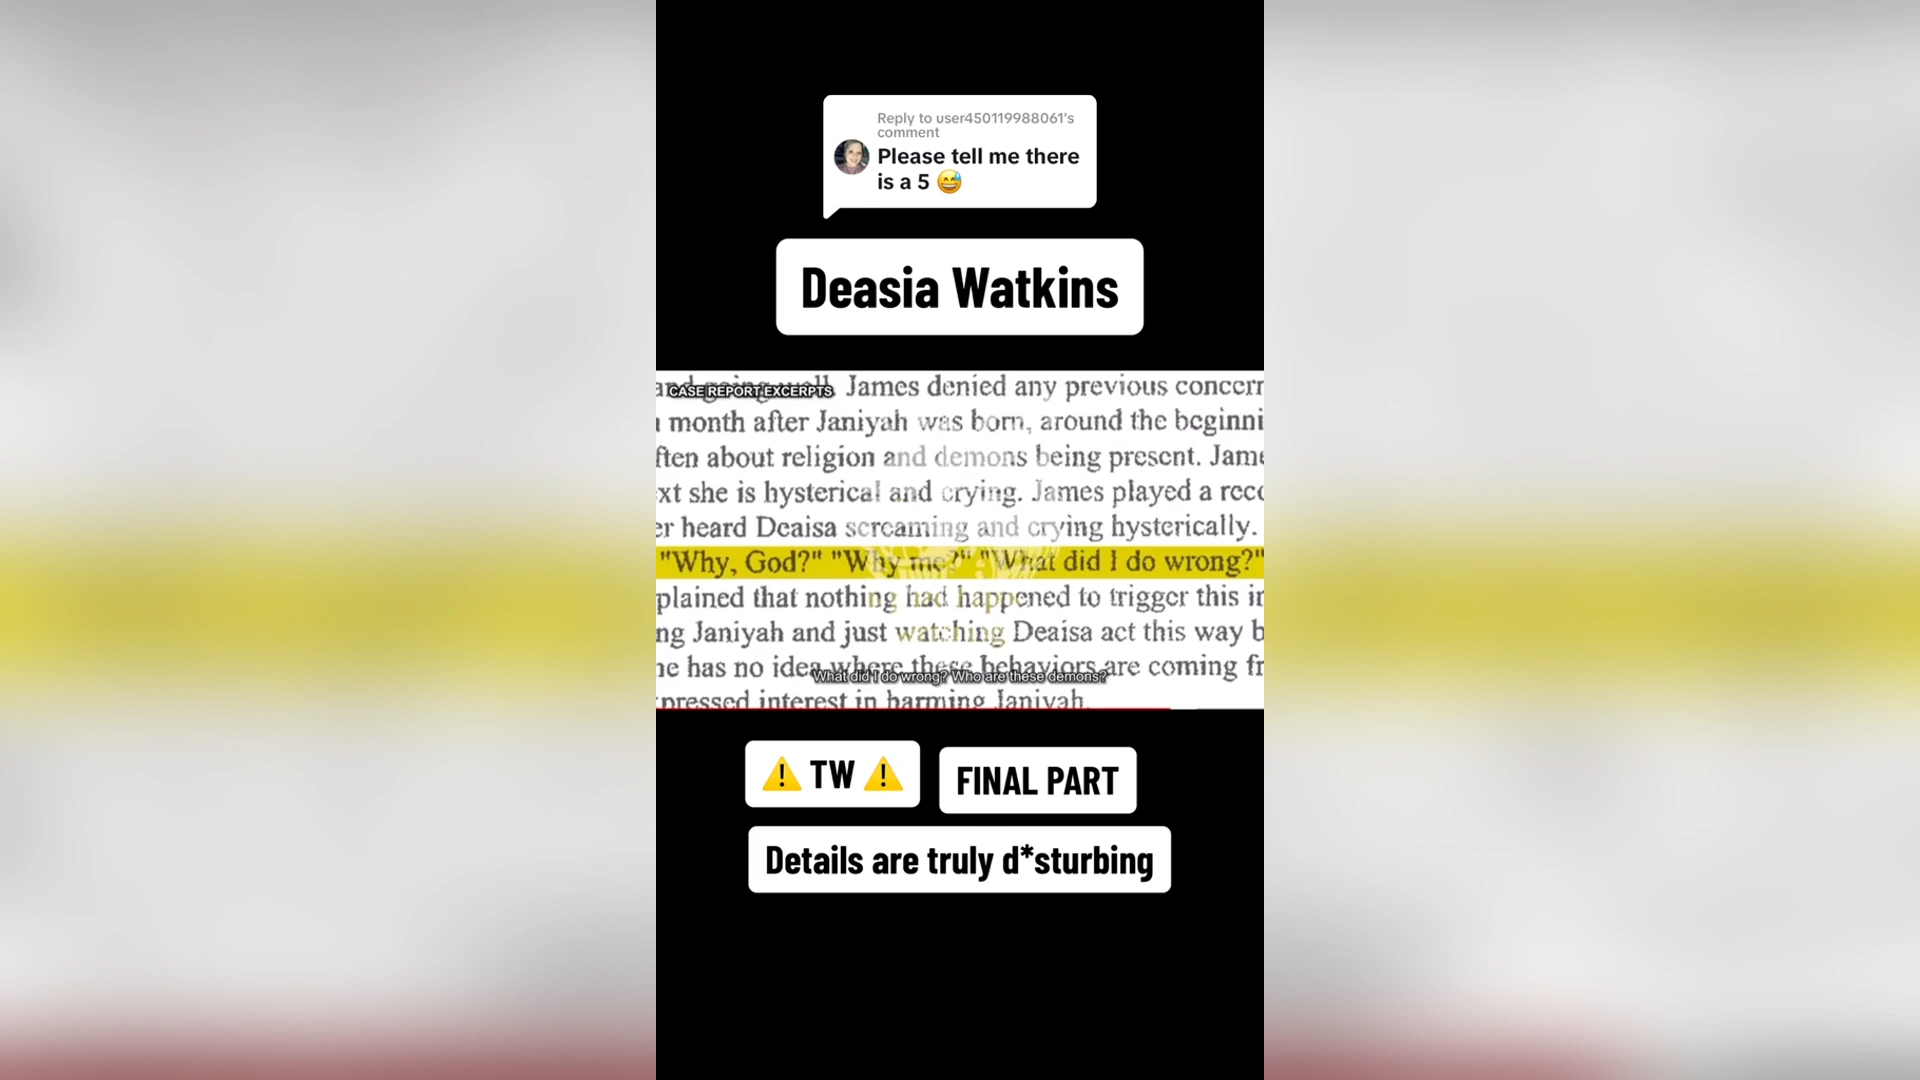 Reply to user450119988061's
comment
Please tell me there
is a 5 😅
Deasia Watkins
CASE REPORT EXCERPTS
and going well. James denied any previous concern
month after Janiyah was born, around the beginni
ften about religion and demons being present. Jame
xt she is hysterical and crying. James played a reco
er heard Deaisa screaming and crying hysterically.
"Why, God?" "Why me?" "What did I do wrong?"
plained that nothing had happened to trigger this in
ng Janiyah and just watching Deaisa act this way b
he has no idea where these behaviors are coming fr
What did I do wrong? Who are these demons?
pressed interest in harming Janiyah.
⚠️ TW ⚠️
FINAL PART
Details are truly d*sturbing